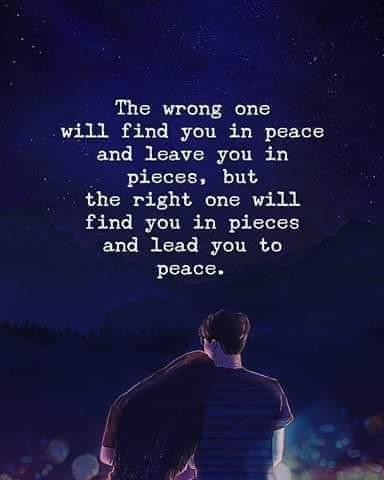 The wrong one
will find you in peace
and leave you in
pieces, but
the right one will
find you in pieces
and lead you to
peace.